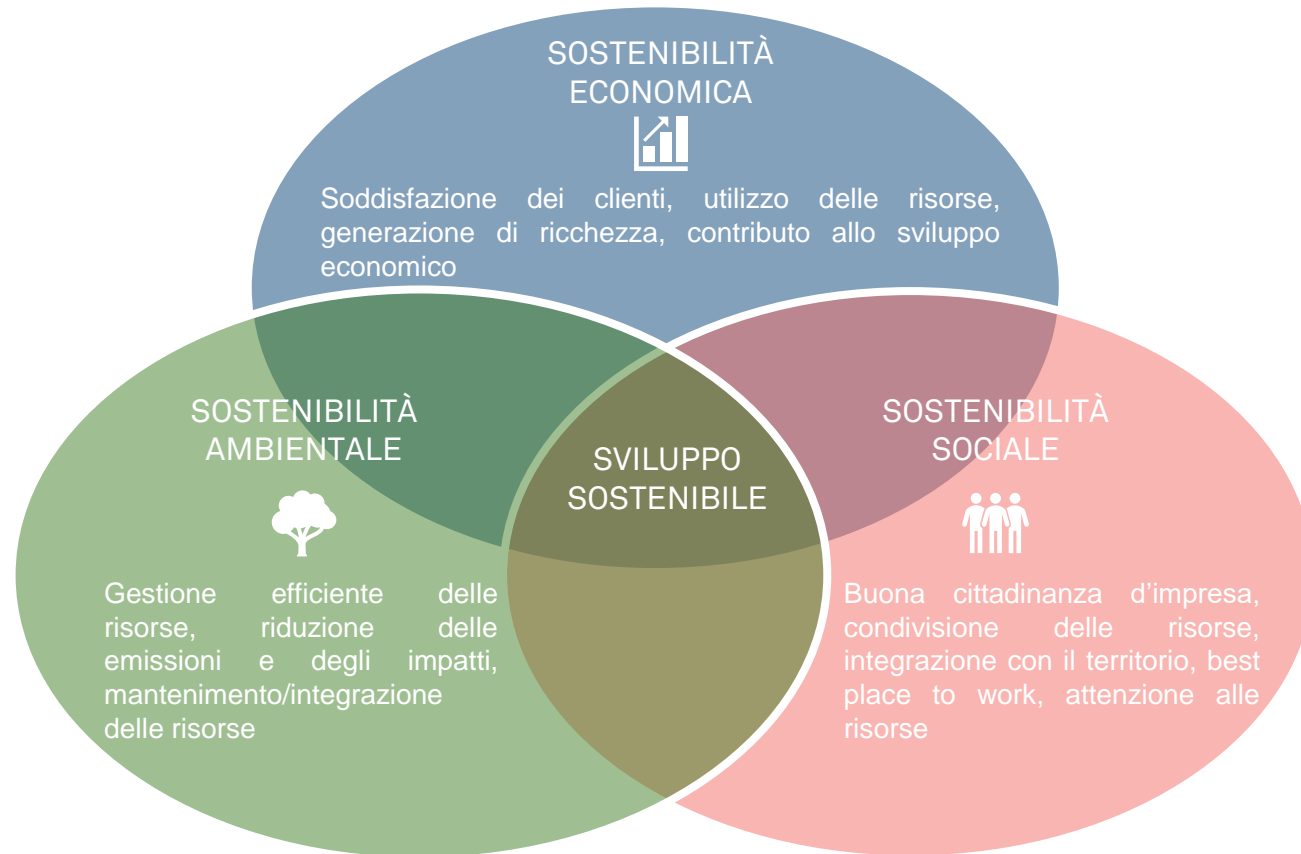 SOSTENIBILITÀ
ECONOMICA
Soddisfazione dei clienti, utilizzo delle risorse,
generazione di ricchezza, contributo allo sviluppo
economico
SOSTENIBILITÀ
AMBIENTALE
Gestione efficiente delle
risorse, riduzione delle
emissioni e degli impatti,
mantenimento/integrazione
delle risorse
SVILUPPO
SOSTENIBILE
SOSTENIBILITÀ
SOCIALE
Buona cittadinanza d'impresa,
condivisione delle risorse,
integrazione con il territorio, best
place to work, attenzione alle
risorse